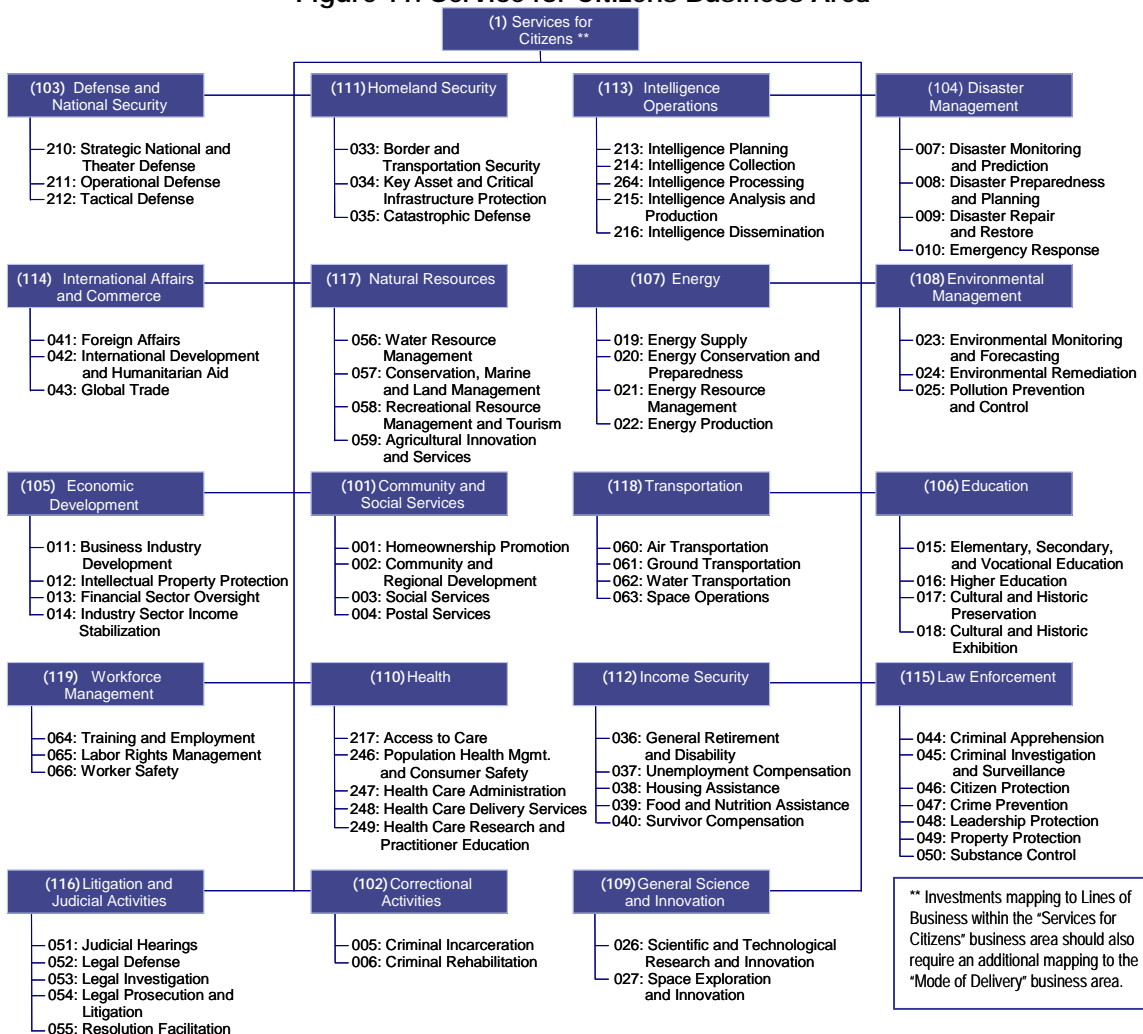 Figure 11: Service for Citizens Business Area
(1) Services for
Citizens **
(103) Defense and
National Security
210: Strategic National and
Theater Defense
211: Operational Defense
212: Tactical Defense
(111) Homeland Security
033: Border and
Transportation Security
034: Key Asset and Critical
Infrastructure Protection
035: Catastrophic Defense
(113) Intelligence
Operations
213: Intelligence Planning
214: Intelligence Collection
264: Intelligence Processing
215: Intelligence Analysis and
Production
216: Intelligence Dissemination
(104) Disaster
Management
007: Disaster Monitoring
and Prediction
008: Disaster Preparedness
and Planning
009: Disaster Repair
and Restore
010: Emergency Response
(114) International Affairs
and Commerce
041: Foreign Affairs
042: International Development
and Humanitarian Aid
043: Global Trade
(117) Natural Resources
056: Water Resource
Management
057: Conservation, Marine
and Land Management
058: Recreational Resource
Management and Tourism
059: Agricultural Innovation
and Services
(107) Energy
019: Energy Supply
020: Energy Conservation and
Preparedness
021: Energy Resource
Management
022: Energy Production
(108) Environmental
Management
023: Environmental Monitoring
and Forecasting
024: Environmental Remediation
025: Pollution Prevention
and Control
(105) Economic
Development
011: Business Industry
Development
012: Intellectual Property Protection
013: Financial Sector Oversight
014: Industry Sector Income
Stabilization
(101) Community and
Social Services
001: Homeownership Promotion
002: Community and
Regional Development
003: Social Services
004: Postal Services
(118) Transportation
060: Air Transportation
061: Ground Transportation
062: Water Transportation
063: Space Operations
(106) Education
015: Elementary, Secondary,
and Vocational Education
016: Higher Education
017: Cultural and Historic
Preservation
018: Cultural and Historic
Exhibition
(119) Workforce
Management
064: Training and Employment
065: Labor Rights Management
066: Worker Safety
(110) Health
217: Access to Care
246: Population Health Mgmt.
and Consumer Safety
247: Health Care Administration
248: Health Care Delivery Services
249: Health Care Research and
Practitioner Education
(112) Income Security
036: General Retirement
and Disability
037: Unemployment Compensation
038: Housing Assistance
039: Food and Nutrition Assistance
040: Survivor Compensation
(115) Law Enforcement
044: Criminal Apprehension
045: Criminal Investigation
and Surveillance
046: Citizen Protection
047: Crime Prevention
048: Leadership Protection
049: Property Protection
050: Substance Control
(116) Litigation and
Judicial Activities
051: Judicial Hearings
052: Legal Defense
053: Legal Investigation
054: Legal Prosecution and
Litigation
055: Resolution Facilitation
(102) Correctional
Activities
005: Criminal Incarceration
006: Criminal Rehabilitation
(109) General Science
and Innovation
026: Scientific and Technological
Research and Innovation
027: Space Exploration
and Innovation
** Investments mapping to Lines of
Business within the "Services for
Citizens" business area should also
require an additional mapping to the
"Mode of Delivery" business area.